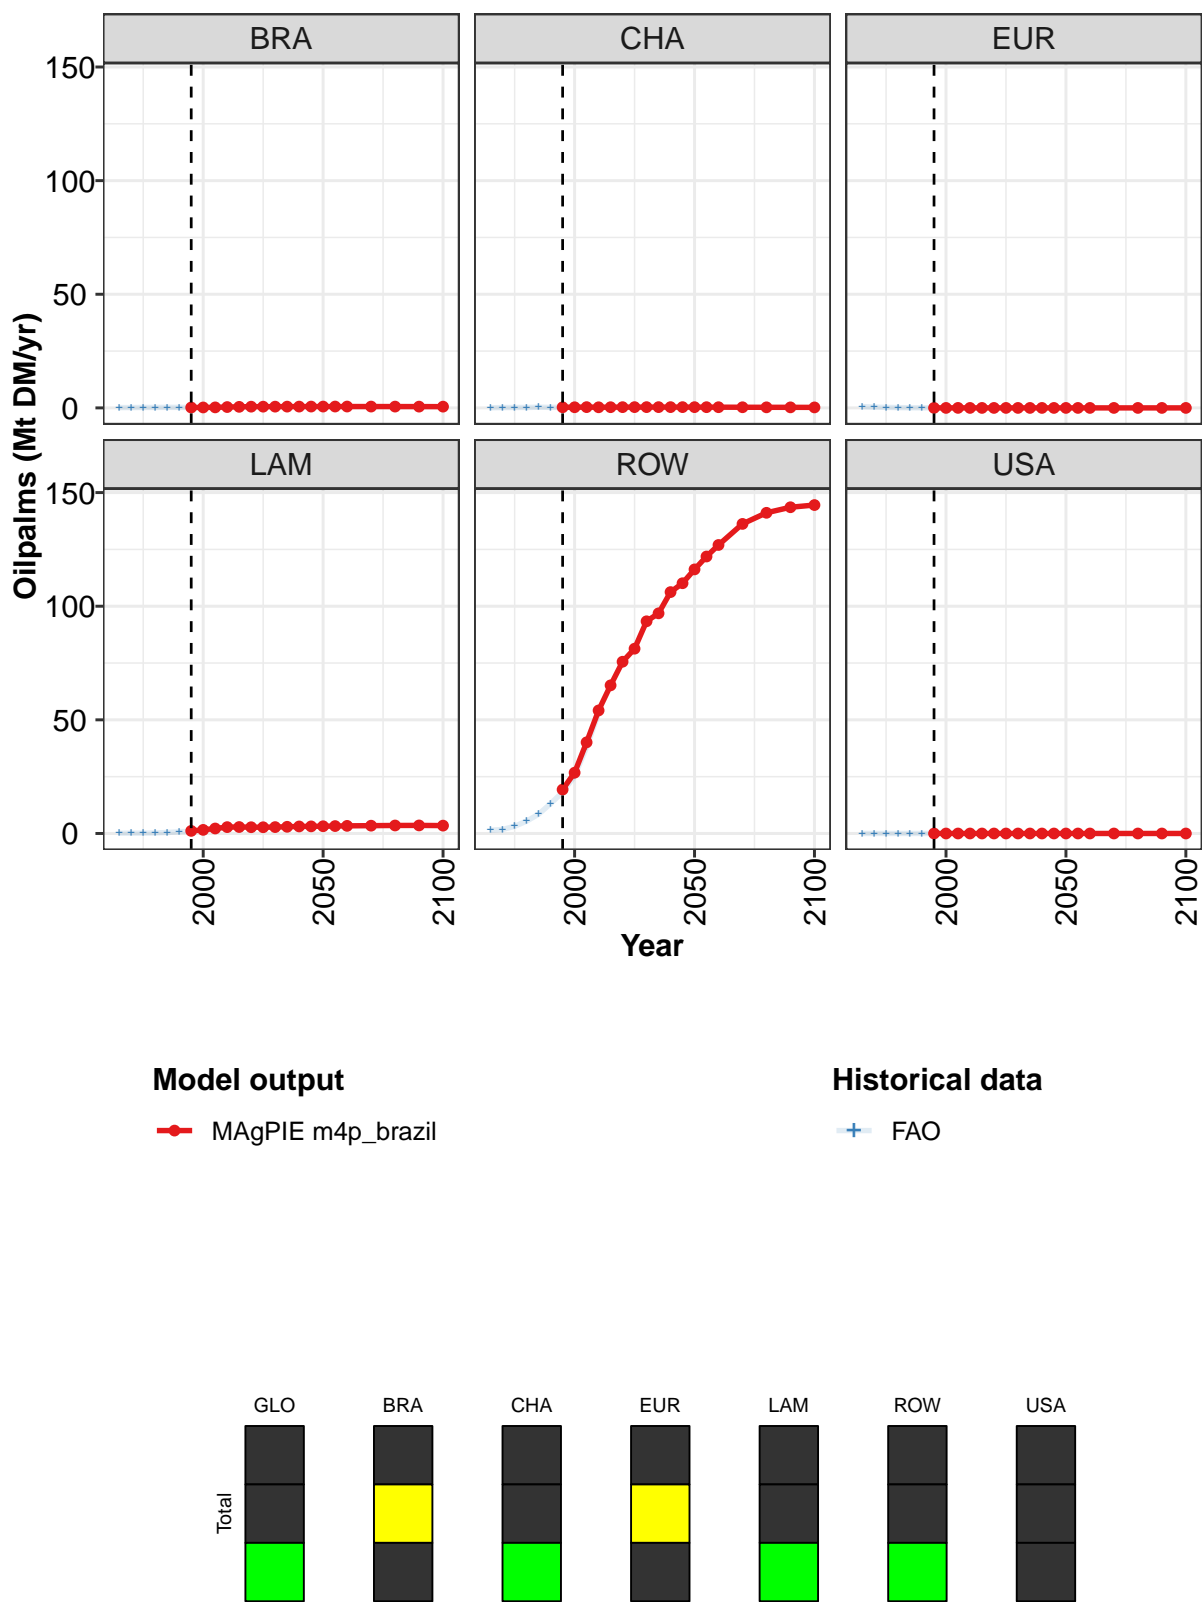 BRA CHA EUR
150
100
50
0
LAM ROW USA
150
100
50
0
Oilpalms (Mt DM/yr)
2000 2050 2100 2000 2050 2100 2000 2050 2100
Year
Model output Historical data
MAgPIE m4p_brazil FAO
GLO BRA CHA EUR LAM ROW USA
Total